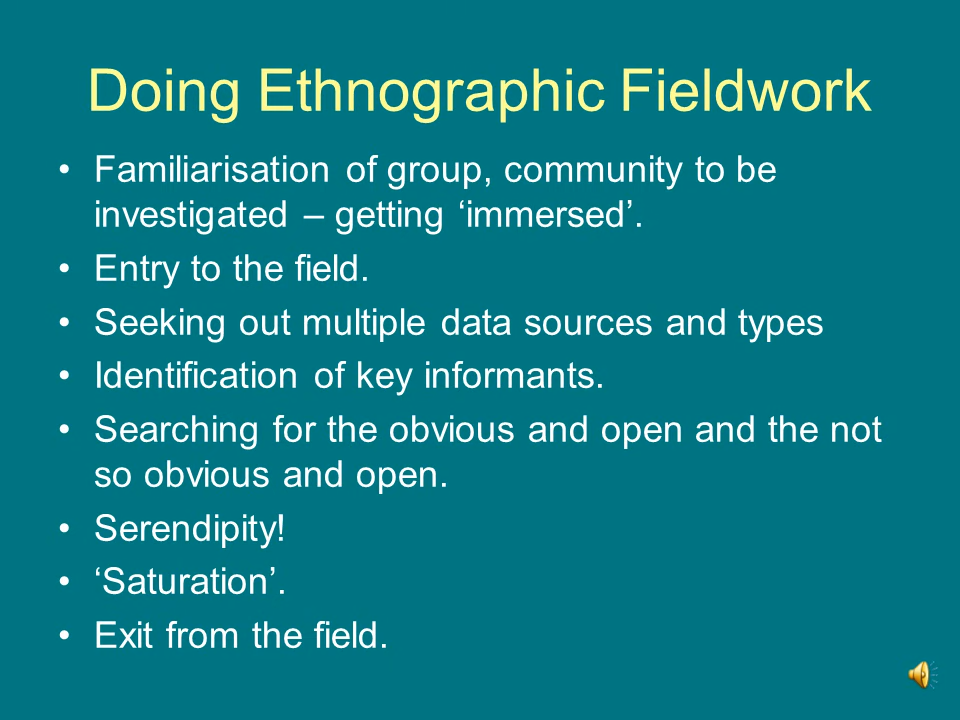 Doing Ethnographic Fieldwork
• Familiarisation of group, community to be
investigated – getting ‘immersed’.
• Entry to the field.
• Seeking out multiple data sources and types
• Identification of key informants.
• Searching for the obvious and open and the not
so obvious and open.
• Serendipity!
• ‘Saturation’.
• Exit from the field.